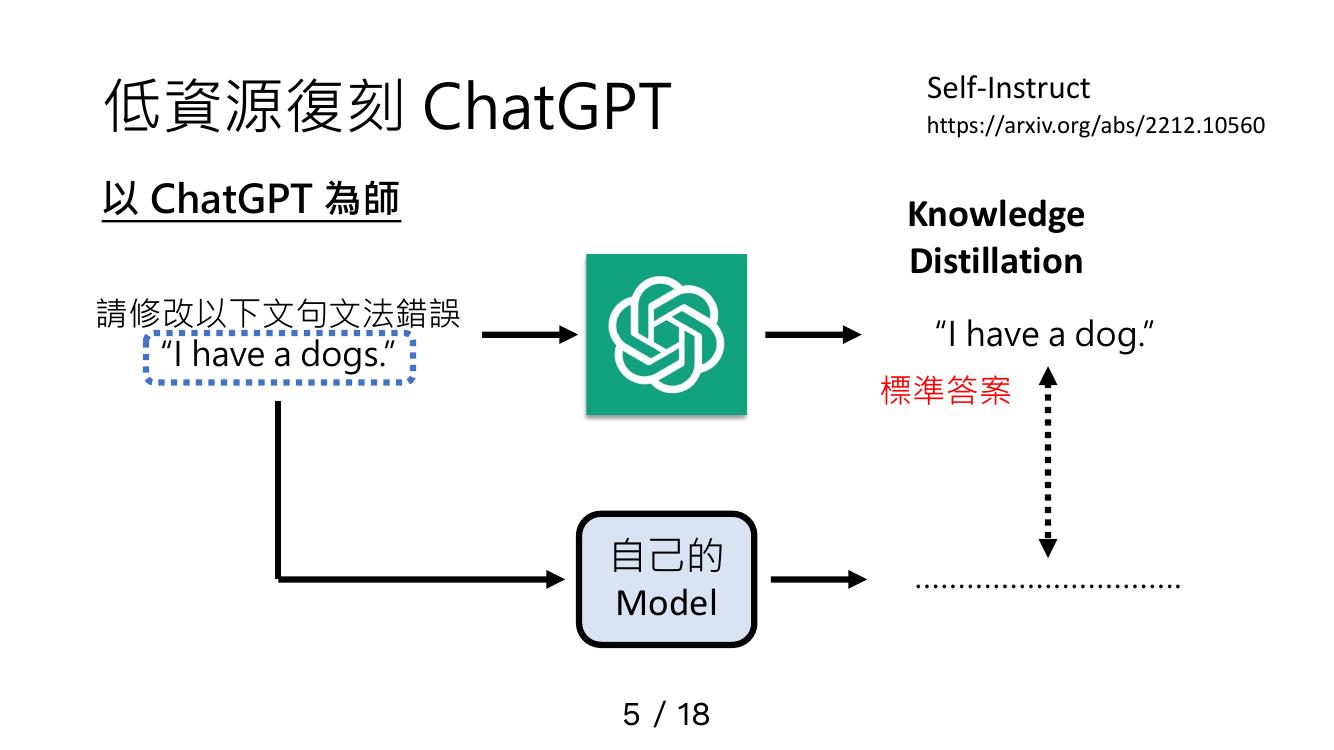 低資源復刻 ChatGPT
Self-Instruct
https://arxiv.org/abs/2212.10560
以 ChatGPT 為師
Knowledge
Distillation
請修改以下文句文法錯誤
“I have a dogs.”
“I have a dog.”
標準答案
自己的
Model
..............................
5 / 18